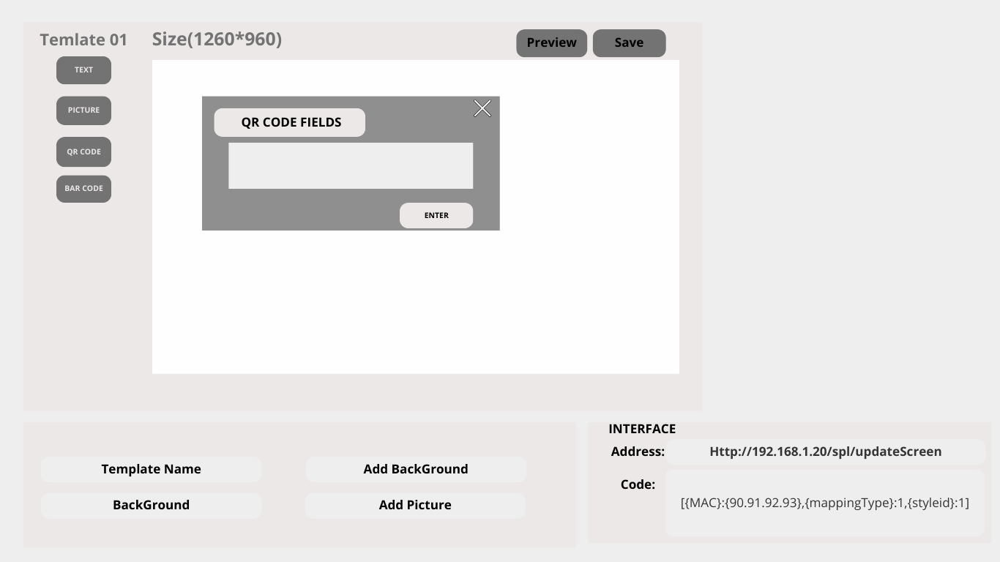 Temlate 01
Size(1260*960)
Preview
Save
TEXT
PICTURE
QR CODE
BAR CODE
QR CODE FIELDS
ENTER
Template Name
Add BackGround
BackGround
Add Picture
INTERFACE
Address: Http://192.168.1.20/spl/updateScreen
Code:
[{MAC}:{90.91.92.93},{mappingType}:1,{styleid}:1]